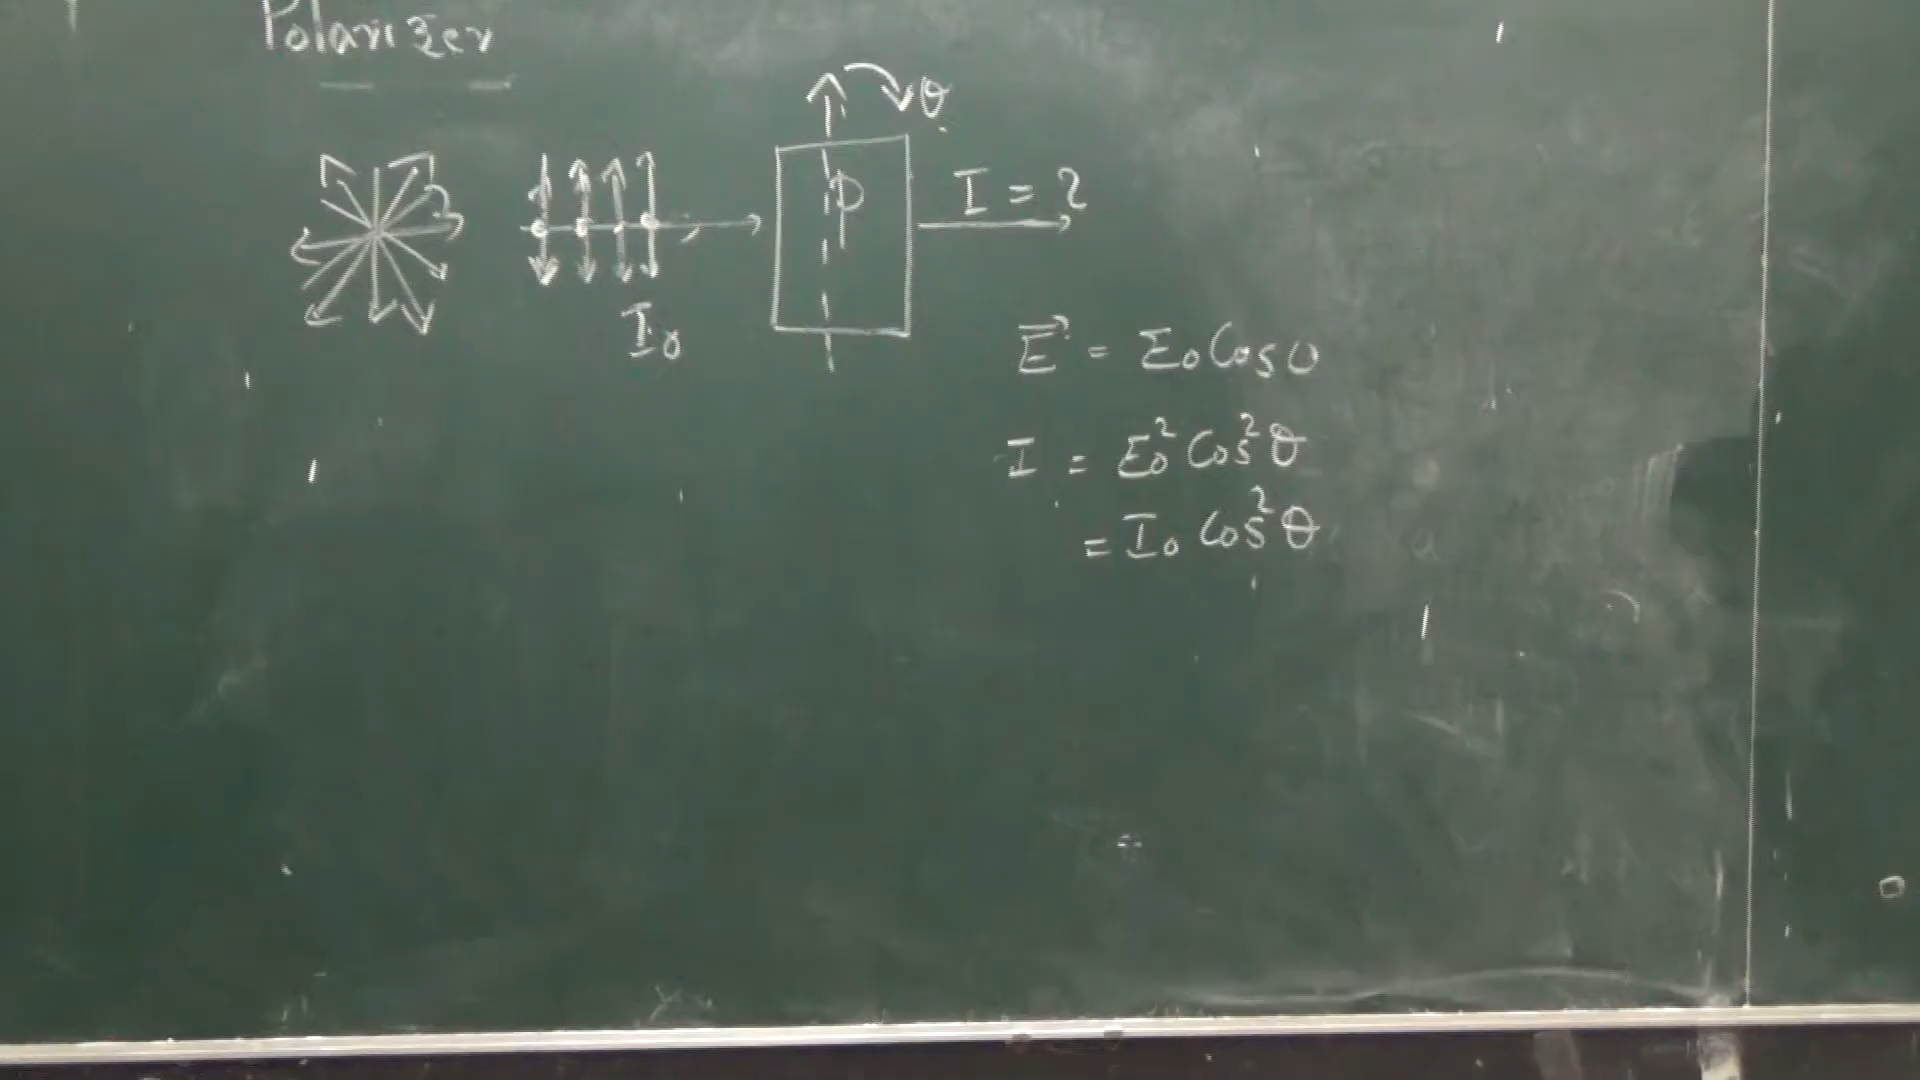 Polarizer
θ
P
I = ?
I₀
E⃗ = E₀ Cos θ
I = E₀² Cos² θ
= I₀ Cos² θ